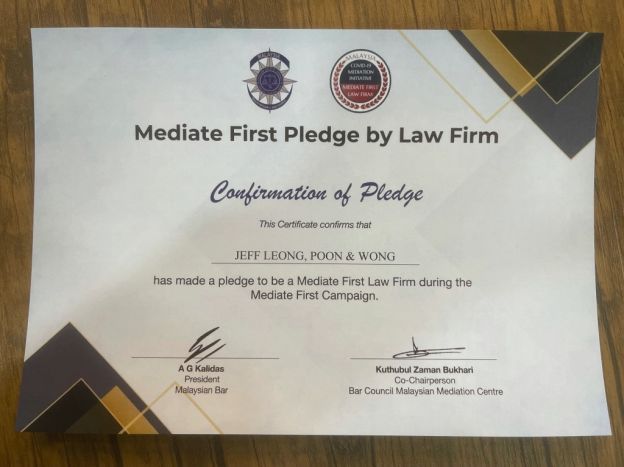 MALAYSIA
COVID-19
MEDIATION
INITIATIVE
MEDIATE FIRST
LAW FIRM
Mediate First Pledge by Law Firm
Confirmation of Pledge
This Certificate confirms that
JEFF LEONG, POON & WONG
has made a pledge to be a Mediate First Law Firm during the
Mediate First Campaign.
A G Kalidas
President
Malaysian Bar
Kuthubul Zaman Bukhari
Co-Chairperson
Bar Council Malaysian Mediation Centre